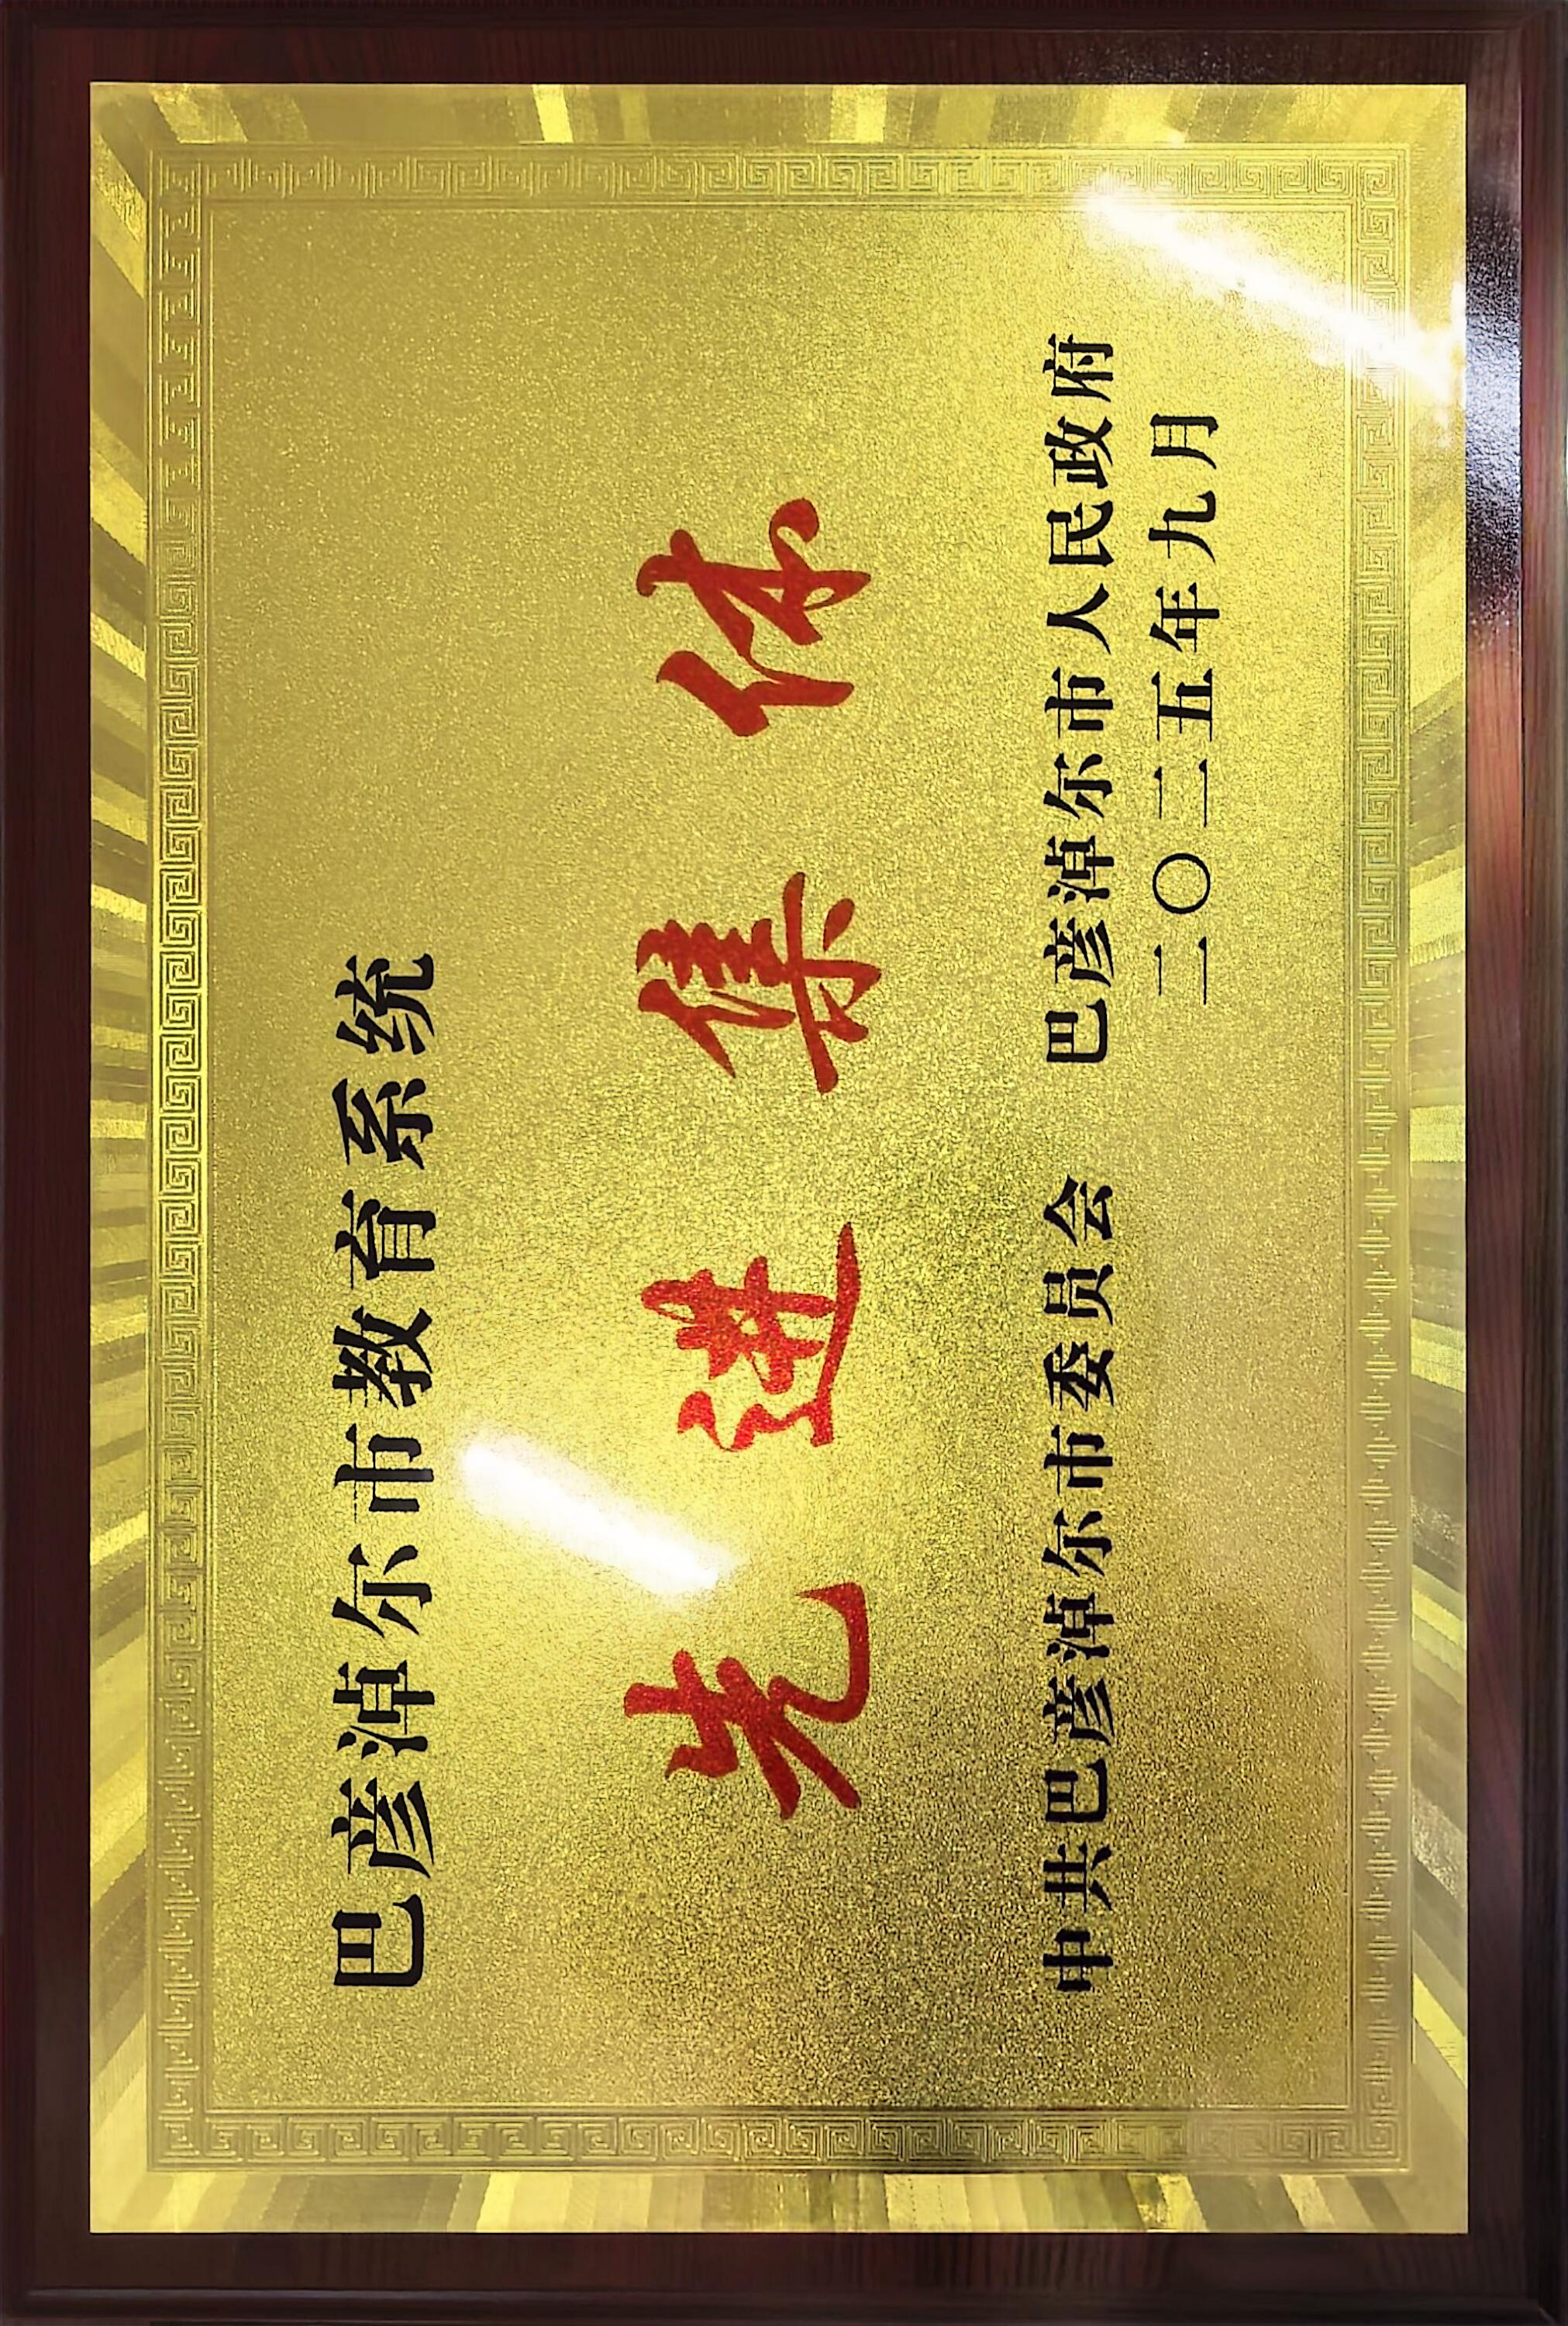 巴彦淖尔市教育系统
先进集体
中共巴彦淖尔市委员会 巴彦淖尔市人民政府
二〇二五年九月